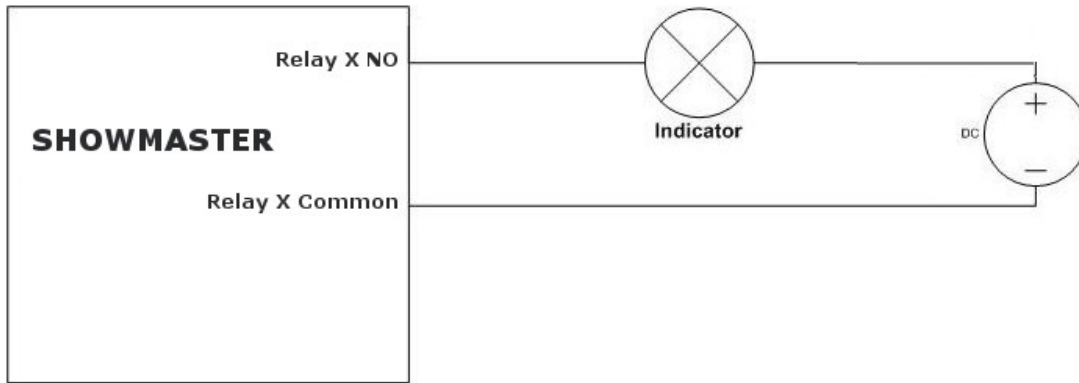 Relay X NO
Indicator
+
SHOWMASTER
DC
—
Relay X Common